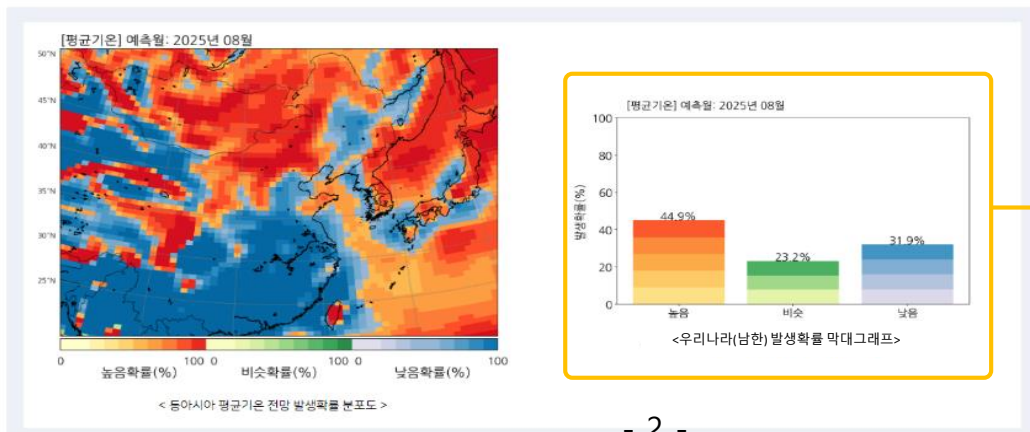 [평균기온] 예측월: 2025년 08월
50°N
45°N
40°N
35°N
30°N
25°N
0 100 0 100 0 100
높음확률(%) 비슷확률(%) 낮음확률(%)
< 동아시아 평균기온 전망 발생확률 분포도 >
[평균기온] 예측월: 2025년 08월
발생확률(%)
100
80
60
40
20
0
44.9%
23.2%
31.9%
높음 비슷 낮음
<우리나라(남한) 발생확률 막대그래프>
- 2 -